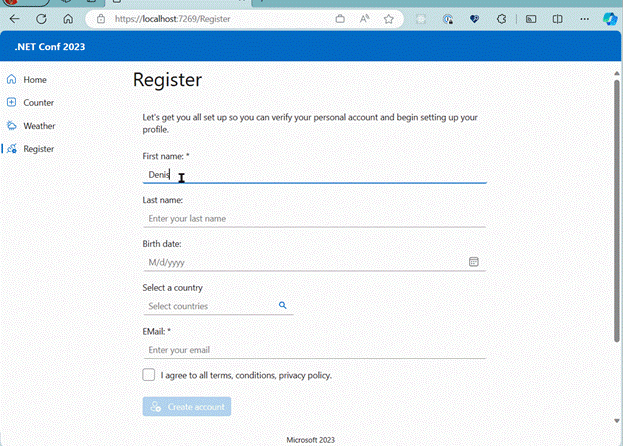 https://localhost:7269/Register
.NET Conf 2023
Home
Counter
Weather
Register
Register
Let's get you all set up so you can verify your personal account and begin setting up your
profile.
First name: *
Denis
Last name:
Enter your last name
Birth date:
M/d/yyyy
Select a country
Select countries
EMail: *
Enter your email
I agree to all terms, conditions, privacy policy.
Create account
Microsoft 2023